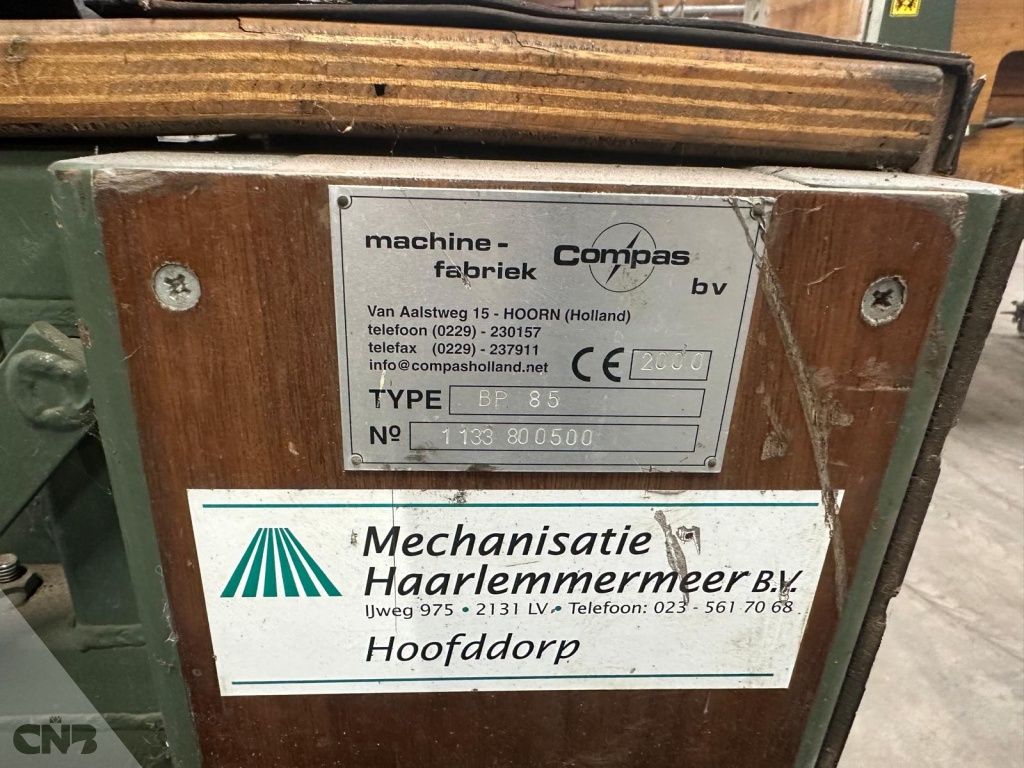 machine-
fabriek
Compas
bv
Van Aalstweg 15 - HOORN (Holland)
telefoon (0229) - 230157
telefax (0229) - 237911
info@compasholland.net
CE 2000
TYPE BP 85
Nº 1133 800500
Mechanisatie
Haarlemmermeer B.V.
IJweg 975 • 2131 LV • Telefoon: 023 - 561 70 68
Hoofddorp
CNB